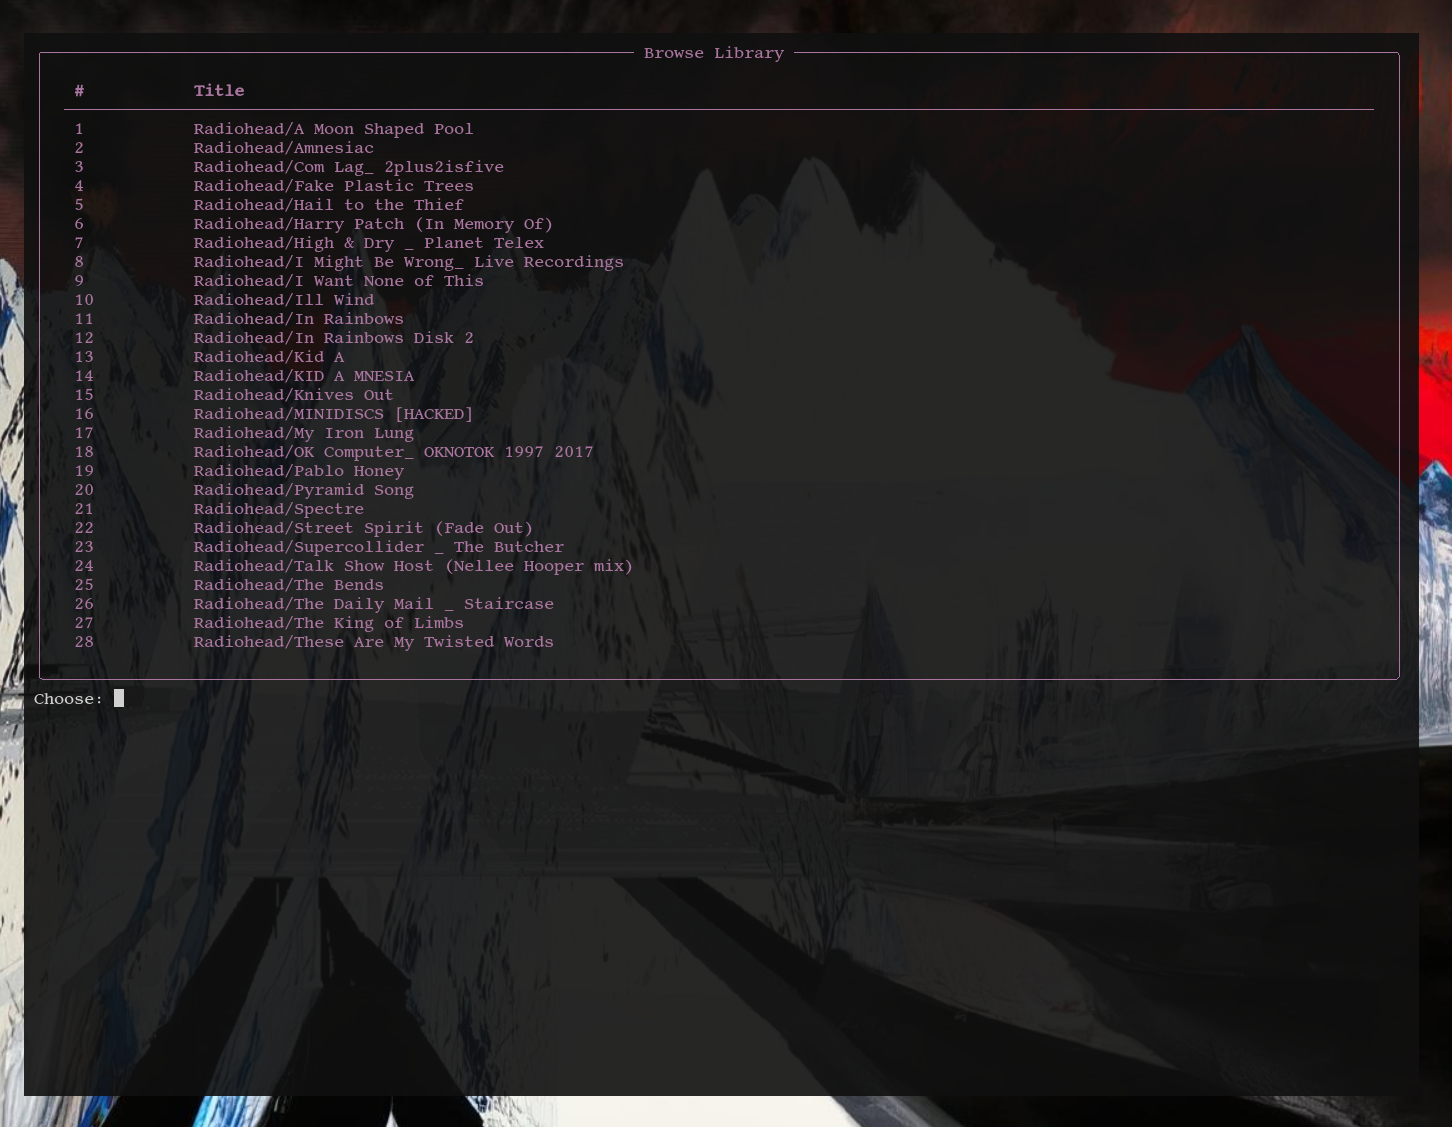 Browse Library
# Title
1 Radiohead/A Moon Shaped Pool
2 Radiohead/Amnesiac
3 Radiohead/Com Lag_ 2plus2isfive
4 Radiohead/Fake Plastic Trees
5 Radiohead/Hail to the Thief
6 Radiohead/Harry Patch (In Memory Of)
7 Radiohead/High & Dry _ Planet Telex
8 Radiohead/I Might Be Wrong_ Live Recordings
9 Radiohead/I Want None of This
10 Radiohead/Ill Wind
11 Radiohead/In Rainbows
12 Radiohead/In Rainbows Disk 2
13 Radiohead/Kid A
14 Radiohead/KID A MNESIA
15 Radiohead/Knives Out
16 Radiohead/MINIDISCS [HACKED]
17 Radiohead/My Iron Lung
18 Radiohead/OK Computer_ OKNOTOK 1997 2017
19 Radiohead/Pablo Honey
20 Radiohead/Pyramid Song
21 Radiohead/Spectre
22 Radiohead/Street Spirit (Fade Out)
23 Radiohead/Supercollider _ The Butcher
24 Radiohead/Talk Show Host (Nellee Hooper mix)
25 Radiohead/The Bends
26 Radiohead/The Daily Mail _ Staircase
27 Radiohead/The King of Limbs
28 Radiohead/These Are My Twisted Words
Choose: